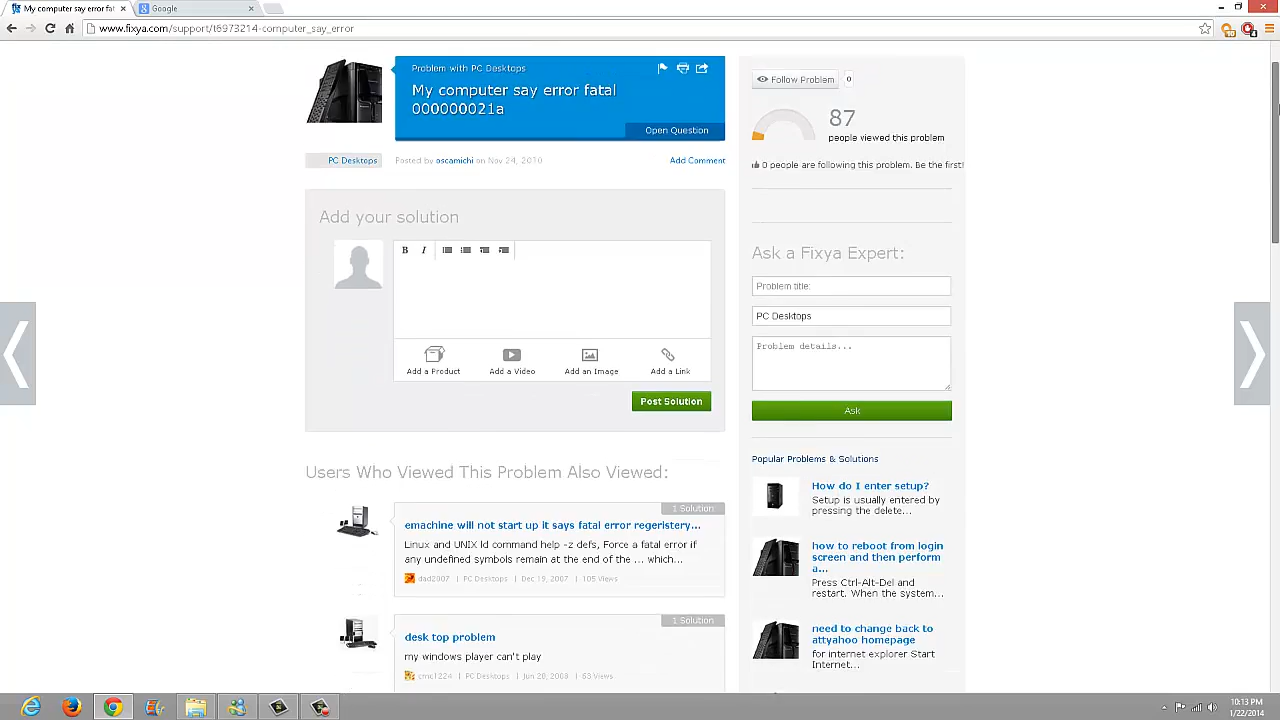 My computer say error fat
Google
www.fixya.com/support/t6973214-computer_say_error
Problem with PC Desktops
My computer say error fatal
000000021a
Open Question
PC Desktops
Posted by oscamichi on Nov 24, 2010
Add Comment
Add your solution
B I
Add a Product
Add a Video
Add an Image
Add a Link
Post Solution
Users Who Viewed This Problem Also Viewed:
1 Solution
emachine will not start up it says fatal error regeristery...
Linux and UNIX ld command help -z defs, Force a fatal error if
any undefined symbols remain at the end of the ... which...
dad2007 | PC Desktops | Dec 19, 2007 | 105 Views
1 Solution
desk top problem
my windows player can't play
cmc1224 | PC Desktops | Jun 20, 2008 | 63 Views
Follow Problem
0
87
people viewed this problem
0 people are following this problem. Be the first!
Ask a Fixya Expert:
Problem title:
PC Desktops
Problem details...
Ask
Popular Problems & Solutions
How do I enter setup?
Setup is usually entered by
pressing the delete...
how to reboot from login
screen and then perform
a...
Press Ctrl-Alt-Del and
restart. When the system...
need to change back to
attyahoo homepage
for internet explorer Start
Internet...
10:13 PM
1/22/2014